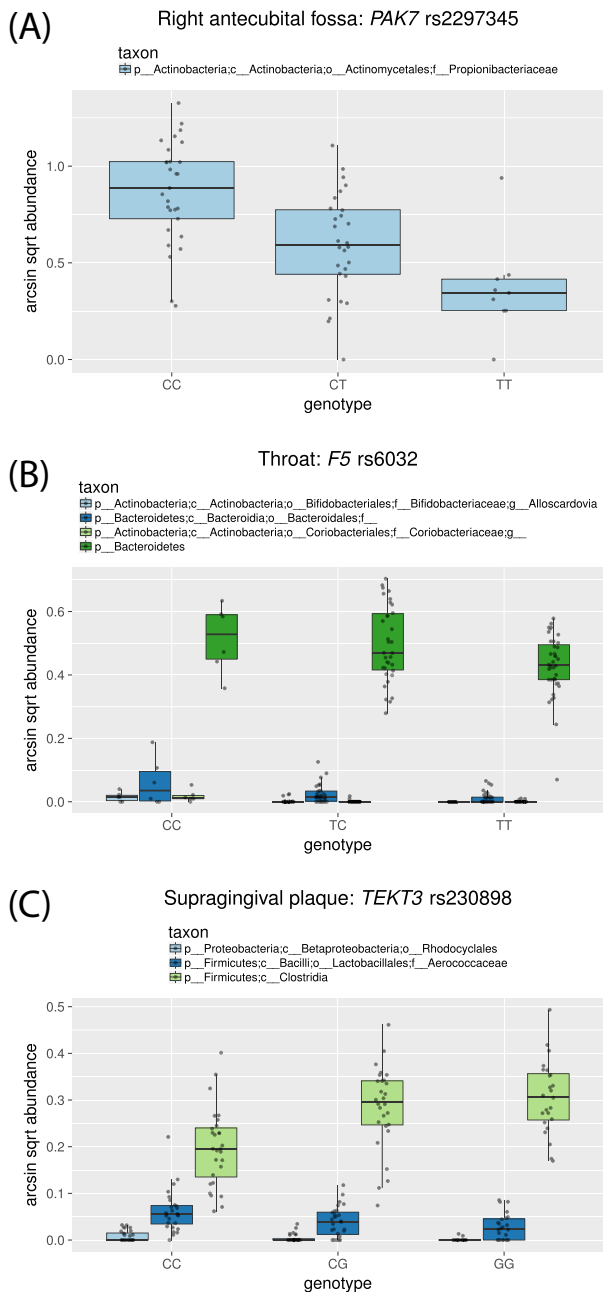 (A)
Right antecubital fossa: PAK7 rs2297345
taxon
p__Actinobacteria;c__Actinobacteria;o__Actinomycetales;f__Propionibacteriaceae
arcsin sqrt abundance
1.0
0.5
0.0
CC CT TT
genotype
(B)
Throat: F5 rs6032
taxon
p__Actinobacteria;c__Actinobacteria;o__Bifidobacteriales;f__Bifidobacteriaceae;g__Alloscardovia
p__Bacteroidetes;c__Bacteroidia;o__Bacteroidales;f__
p__Actinobacteria;c__Actinobacteria;o__Coriobacteriales;f__Coriobacteriaceae;g__
p__Bacteroidetes
arcsin sqrt abundance
0.6
0.4
0.2
0.0
CC TC TT
genotype
(C)
Supragingival plaque: TEKT3 rs230898
taxon
p__Proteobacteria;c__Betaproteobacteria;o__Rhodocyclales
p__Firmicutes;c__Bacilli;o__Lactobacillales;f__Aerococcaceae
p__Firmicutes;c__Clostridia
arcsin sqrt abundance
0.5
0.4
0.3
0.2
0.1
0.0
CC CG GG
genotype